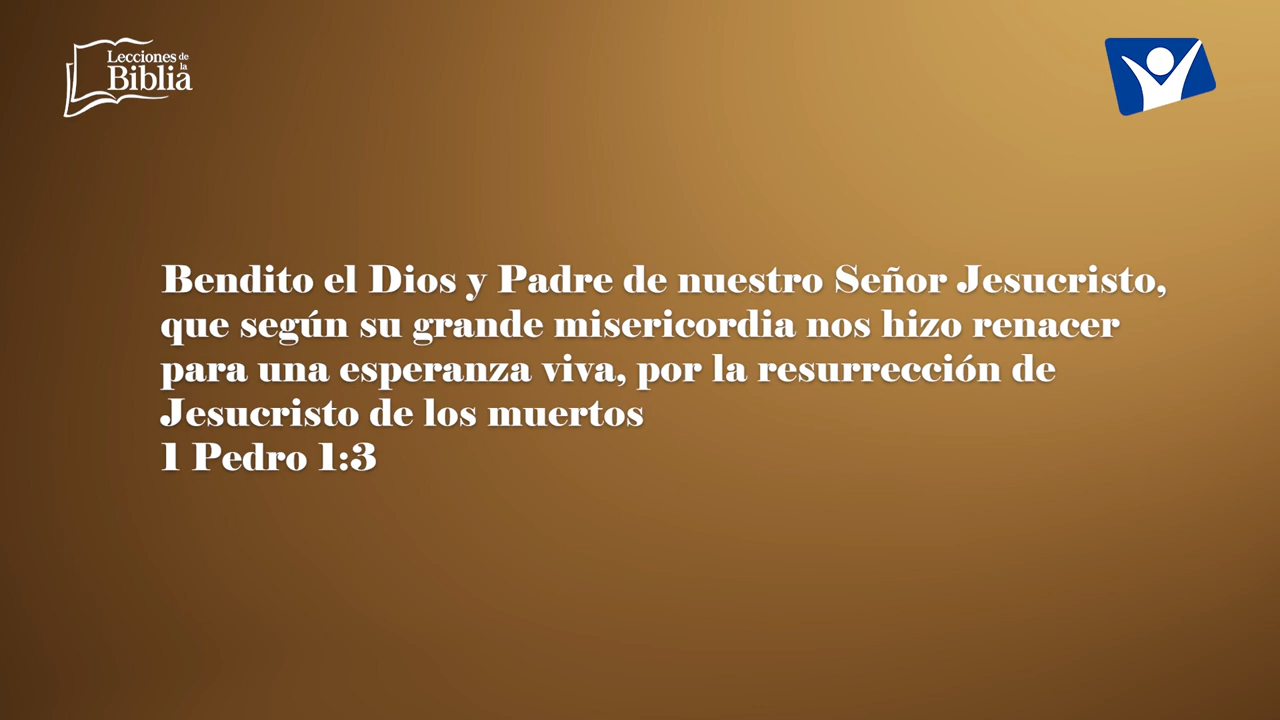 Lecciones de
la
Biblia
Bendito el Dios y Padre de nuestro Señor Jesucristo,
que según su grande misericordia nos hizo renacer
para una esperanza viva, por la resurrección de
Jesucristo de los muertos
1 Pedro 1:3